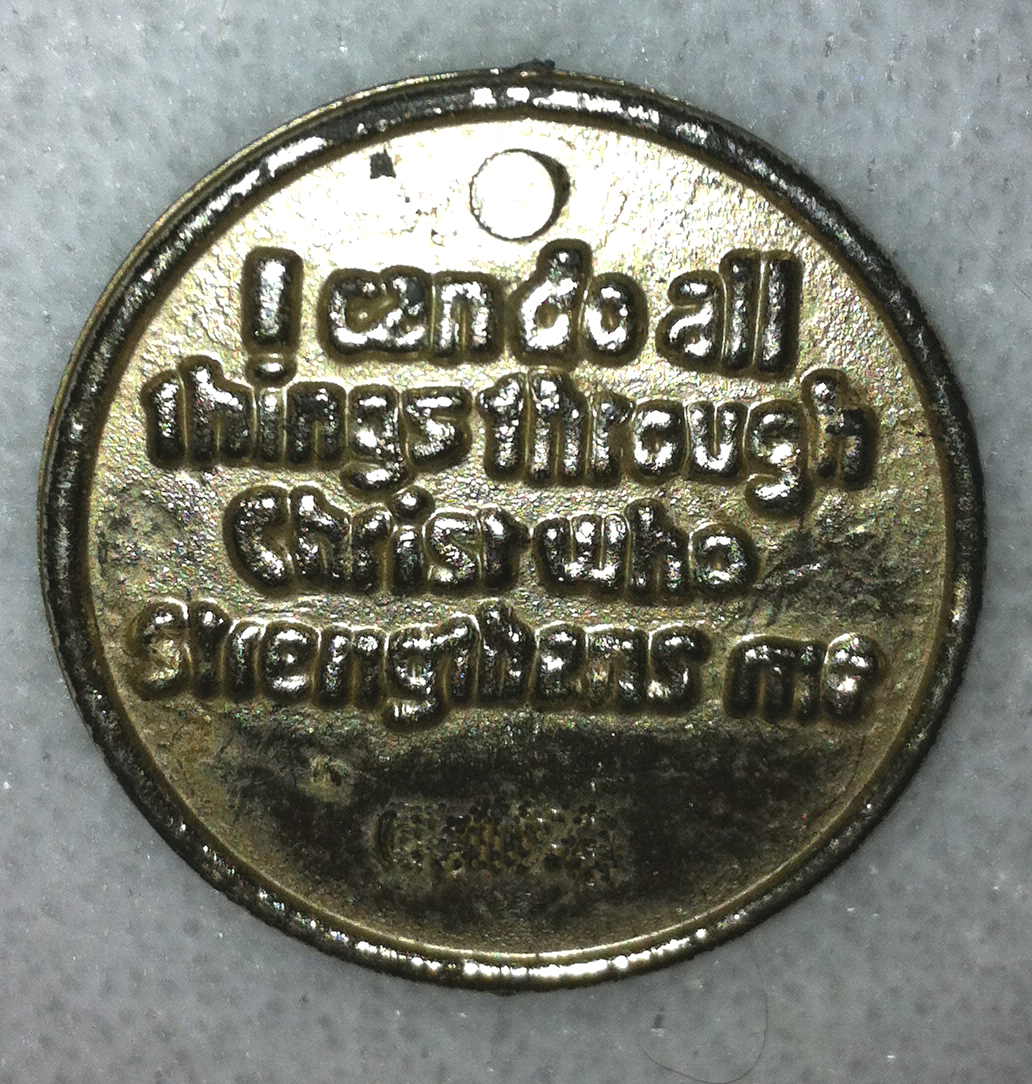 I can do all
things through
Christ who
strengthens me